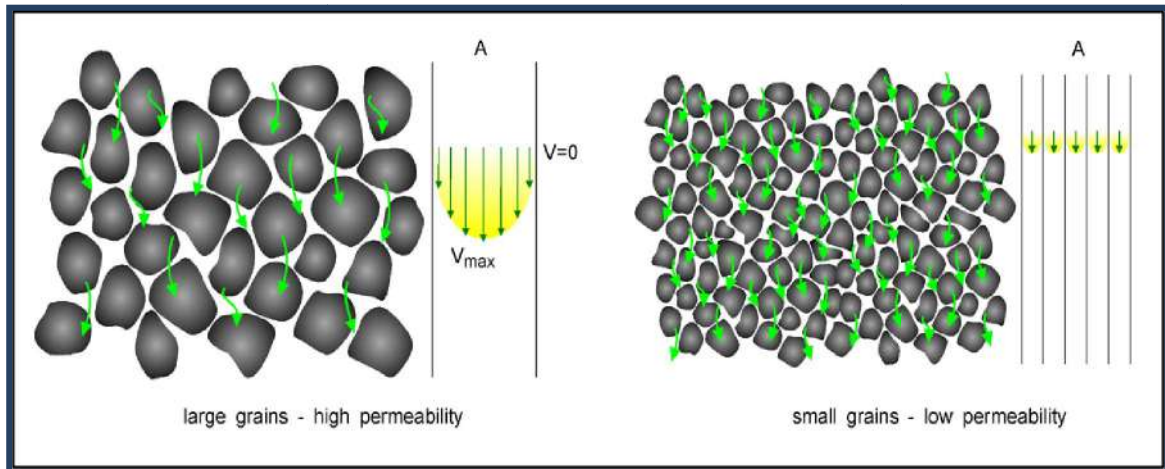 A
V=0
Vmax
large grains - high permeability
A
small grains - low permeability